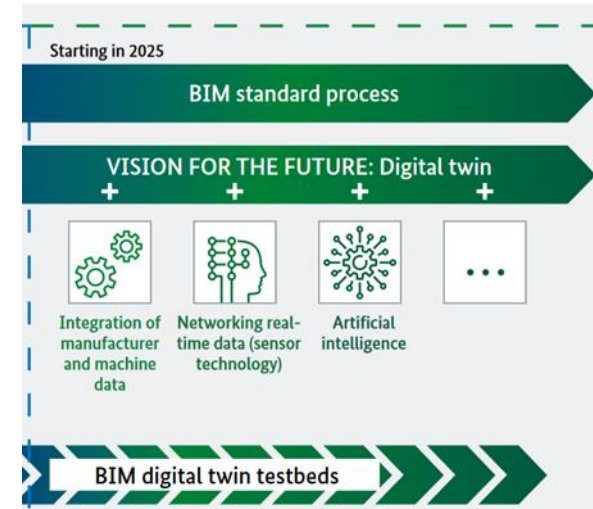 Starting in 2025
BIM standard process
VISION FOR THE FUTURE: Digital twin
+ + + +
...
Integration of
manufacturer
and machine
data
Networking real-
time data (sensor
technology)
Artificial
intelligence
BIM digital twin testbeds